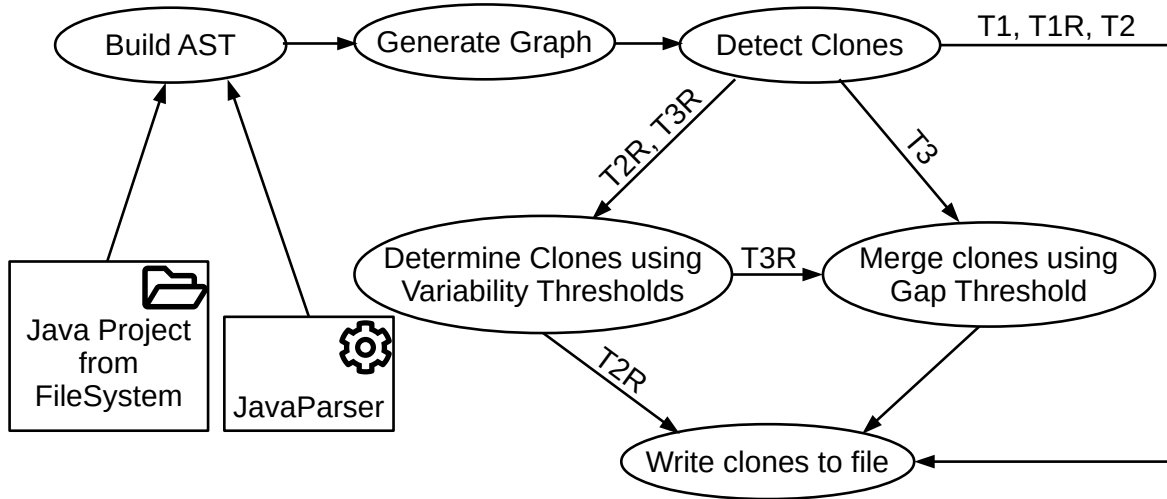 Build AST
Generate Graph
Detect Clones
T1, T1R, T2
T2R, T3R
T3
Determine Clones using
Variability Thresholds
T3R
Merge clones using
Gap Threshold
Java Project
from
FileSystem
JavaParser
T2R
Write clones to file